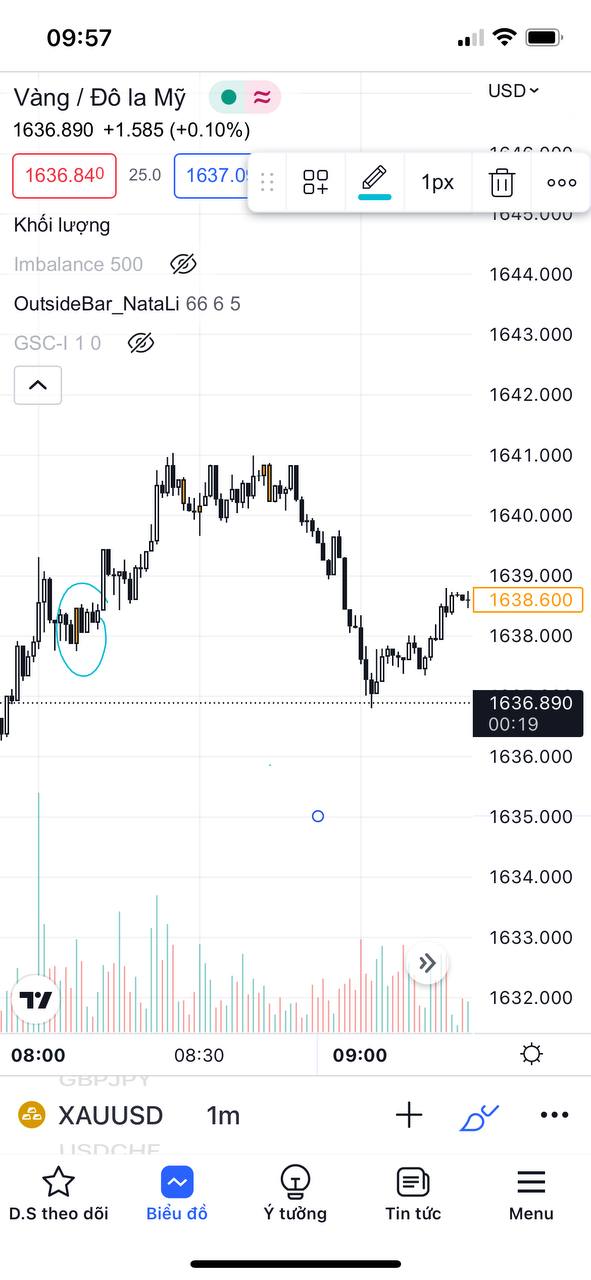 09:57
Vàng / Đô la Mỹ
USD
1636.890 +1.585 (+0.10%)
1636.840 25.0 1637.0
1px
1645.000
Khối lượng
Imbalance 500
1644.000
OutsideBar_NataLi 66 6 5
1643.000
GSC-I 1 0
1642.000
1641.000
1640.000
1639.000
1638.600
1638.000
1636.890
00:19
1636.000
1635.000
1634.000
1633.000
1632.000
08:00 08:30 09:00
GBPJPY
XAUUSD 1m
USDCHF
D.S theo dõi Biểu đồ Ý tưởng Tin tức Menu